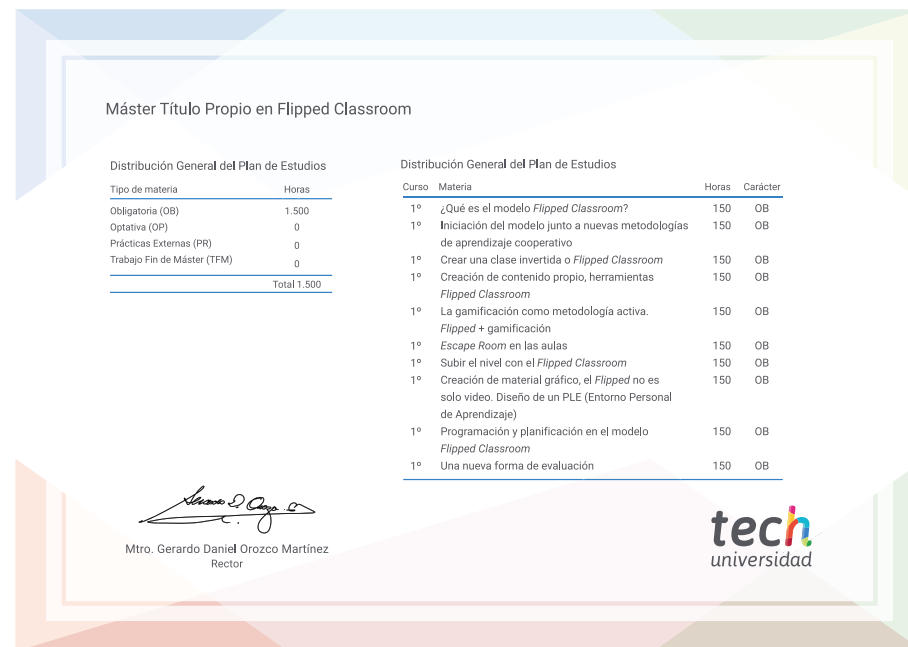 Máster Título Propio en Flipped Classroom
Distribución General del Plan de Estudios
Tipo de materia Horas
Obligatoria (OB) 1.500
Optativa (OP) 0
Prácticas Externas (PR) 0
Trabajo Fin de Máster (TFM) 0
Total 1.500
Distribución General del Plan de Estudios
Curso Materia Horas Carácter
1º ¿Qué es el modelo Flipped Classroom? 150 OB
1º Iniciación del modelo junto a nuevas metodologías 150 OB
de aprendizaje cooperativo
1º Crear una clase invertida o Flipped Classroom 150 OB
1º Creación de contenido propio, herramientas 150 OB
Flipped Classroom
1º La gamificación como metodología activa. 150 OB
Flipped + gamificación
1º Escape Room en las aulas 150 OB
1º Subir el nivel con el Flipped Classroom 150 OB
1º Creación de material gráfico, el Flipped no es 150 OB
solo video. Diseño de un PLE (Entorno Personal
de Aprendizaje)
1º Programación y planificación en el modelo 150 OB
Flipped Classroom
1º Una nueva forma de evaluación 150 OB
Mtro. Gerardo Daniel Orozco Martínez
Rector
tech
universidad